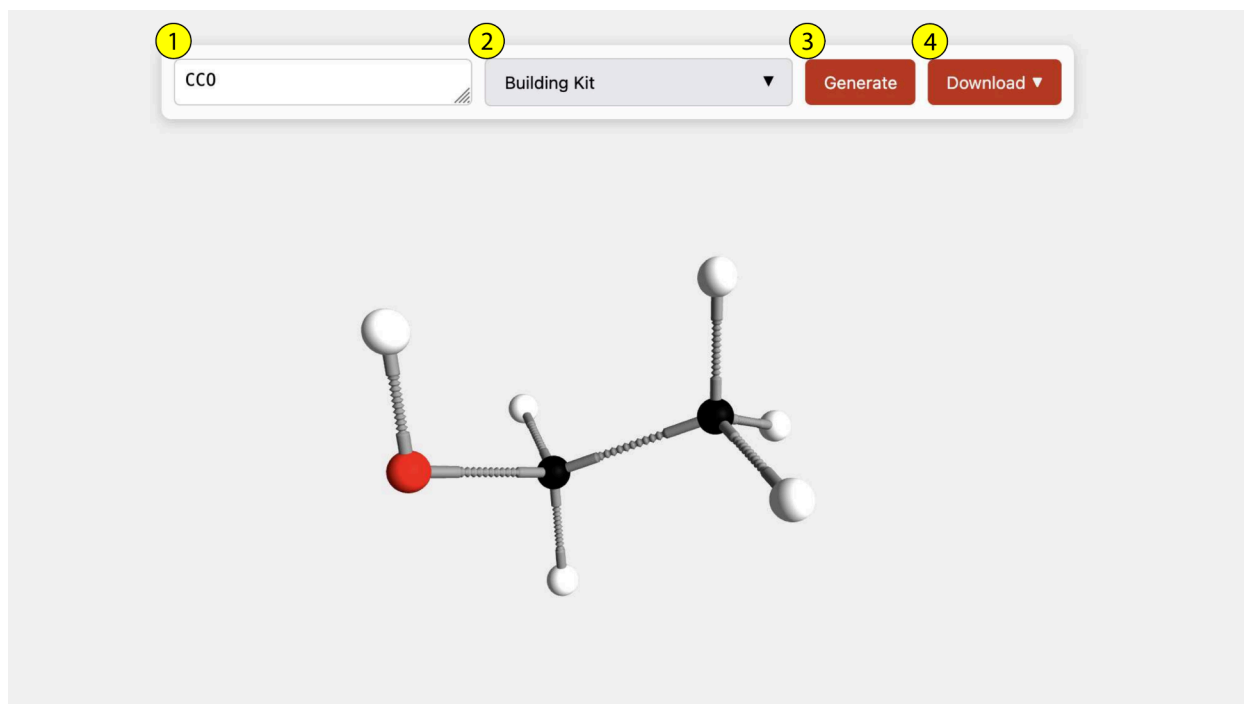 1
2
3
4
CCO
Building Kit ▼
Generate
Download ▼